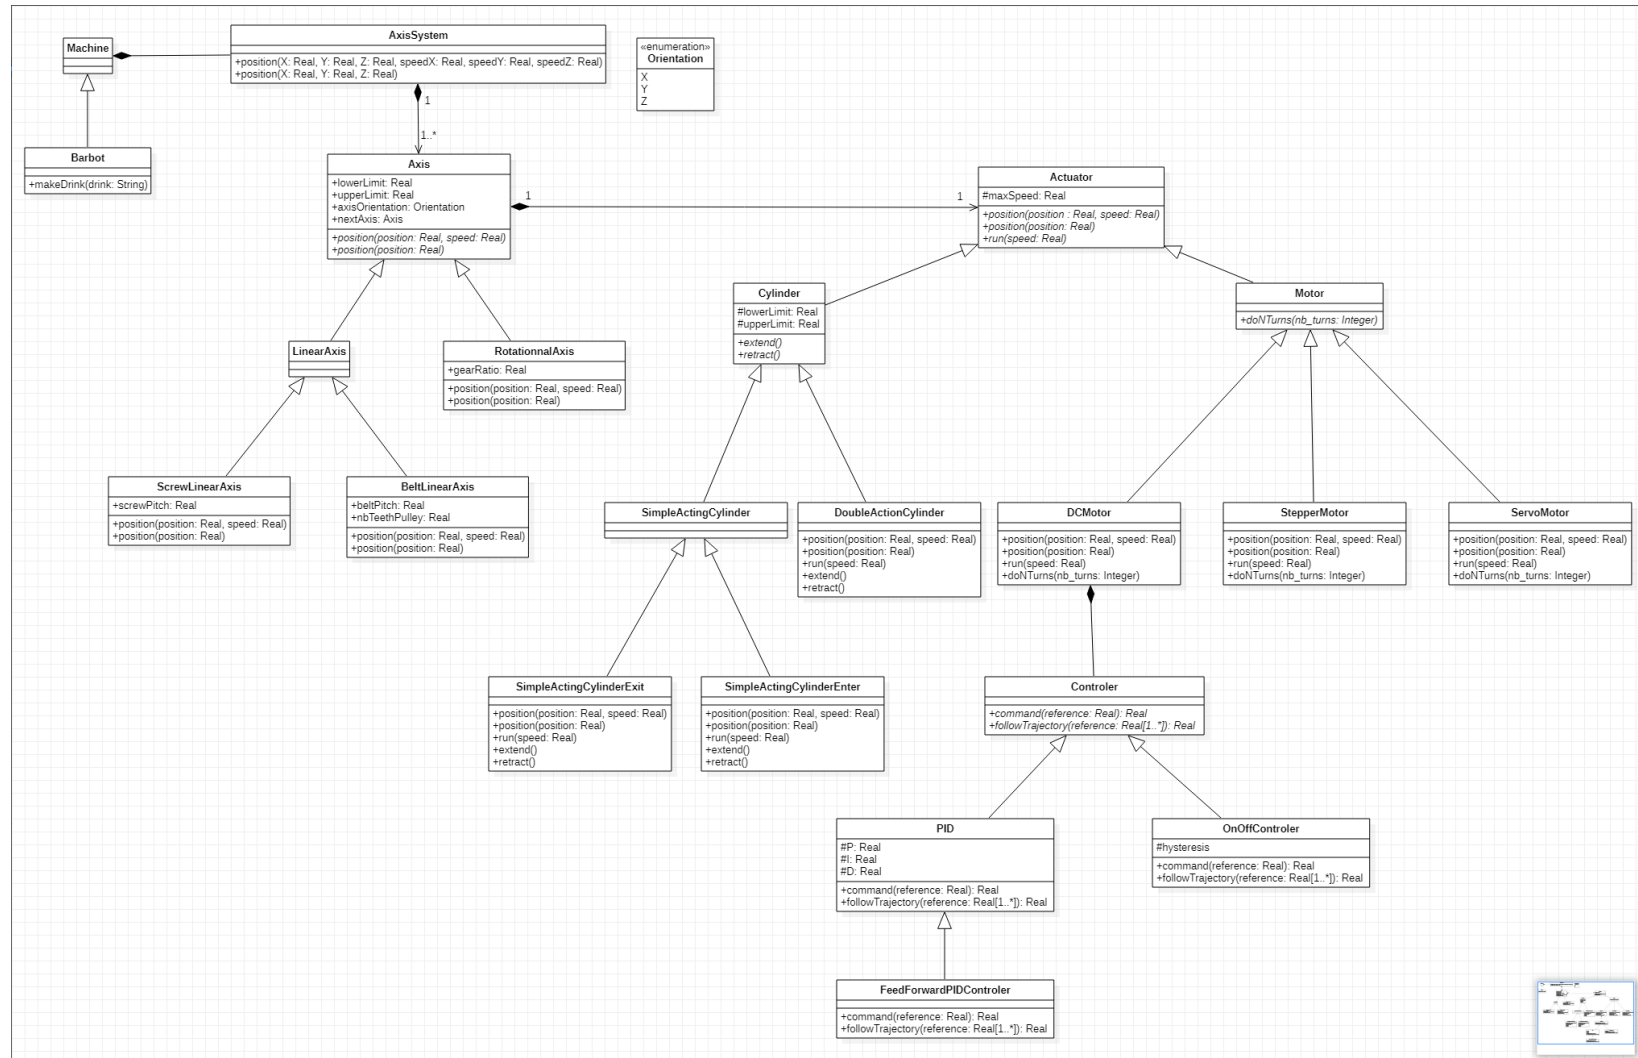 Machine
AxisSystem
+position(X: Real, Y: Real, Z: Real, speedX: Real, speedY: Real, speedZ: Real)
+position(X: Real, Y: Real, Z: Real)
«enumeration»
Orientation
X
Y
Z
1
1..*
Barbot
+makeDrink(drink: String)
Axis
+lowerLimit: Real
+upperLimit: Real
+axisOrientation: Orientation
+nextAxis: Axis
+position(position: Real, speed: Real)
+position(position: Real)
1
1
Actuator
#maxSpeed: Real
+position(position : Real, speed: Real)
+position(position: Real)
+run(speed: Real)
Cylinder
#lowerLimit: Real
#upperLimit: Real
+extend()
+retract()
Motor
+doNTurns(nb_turns: Integer)
LinearAxis
RotationnalAxis
+gearRatio: Real
+position(position: Real, speed: Real)
+position(position: Real)
ScrewLinearAxis
+screwPitch: Real
+position(position: Real, speed: Real)
+position(position: Real)
BeltLinearAxis
+beltPitch: Real
+nbTeethPulley: Real
+position(position: Real, speed: Real)
+position(position: Real)
SimpleActingCylinder
DoubleActionCylinder
+position(position: Real, speed: Real)
+position(position: Real)
+run(speed: Real)
+extend()
+retract()
DCMotor
+position(position: Real, speed: Real)
+position(position: Real)
+run(speed: Real)
+doNTurns(nb_turns: Integer)
StepperMotor
+position(position: Real, speed: Real)
+position(position: Real)
+run(speed: Real)
+doNTurns(nb_turns: Integer)
ServoMotor
+position(position: Real, speed: Real)
+position(position: Real)
+run(speed: Real)
+doNTurns(nb_turns: Integer)
SimpleActingCylinderExit
+position(position: Real, speed: Real)
+position(position: Real)
+run(speed: Real)
+extend()
+retract()
SimpleActingCylinderEnter
+position(position: Real, speed: Real)
+position(position: Real)
+run(speed: Real)
+extend()
+retract()
Controler
+command(reference: Real): Real
+followTrajectory(reference: Real[1..*]): Real
PID
#P: Real
#I: Real
#D: Real
+command(reference: Real): Real
+followTrajectory(reference: Real[1..*]): Real
OnOffControler
#hysteresis
+command(reference: Real): Real
+followTrajectory(reference: Real[1..*]): Real
FeedForwardPIDControler
+command(reference: Real): Real
+followTrajectory(reference: Real[1..*]): Real